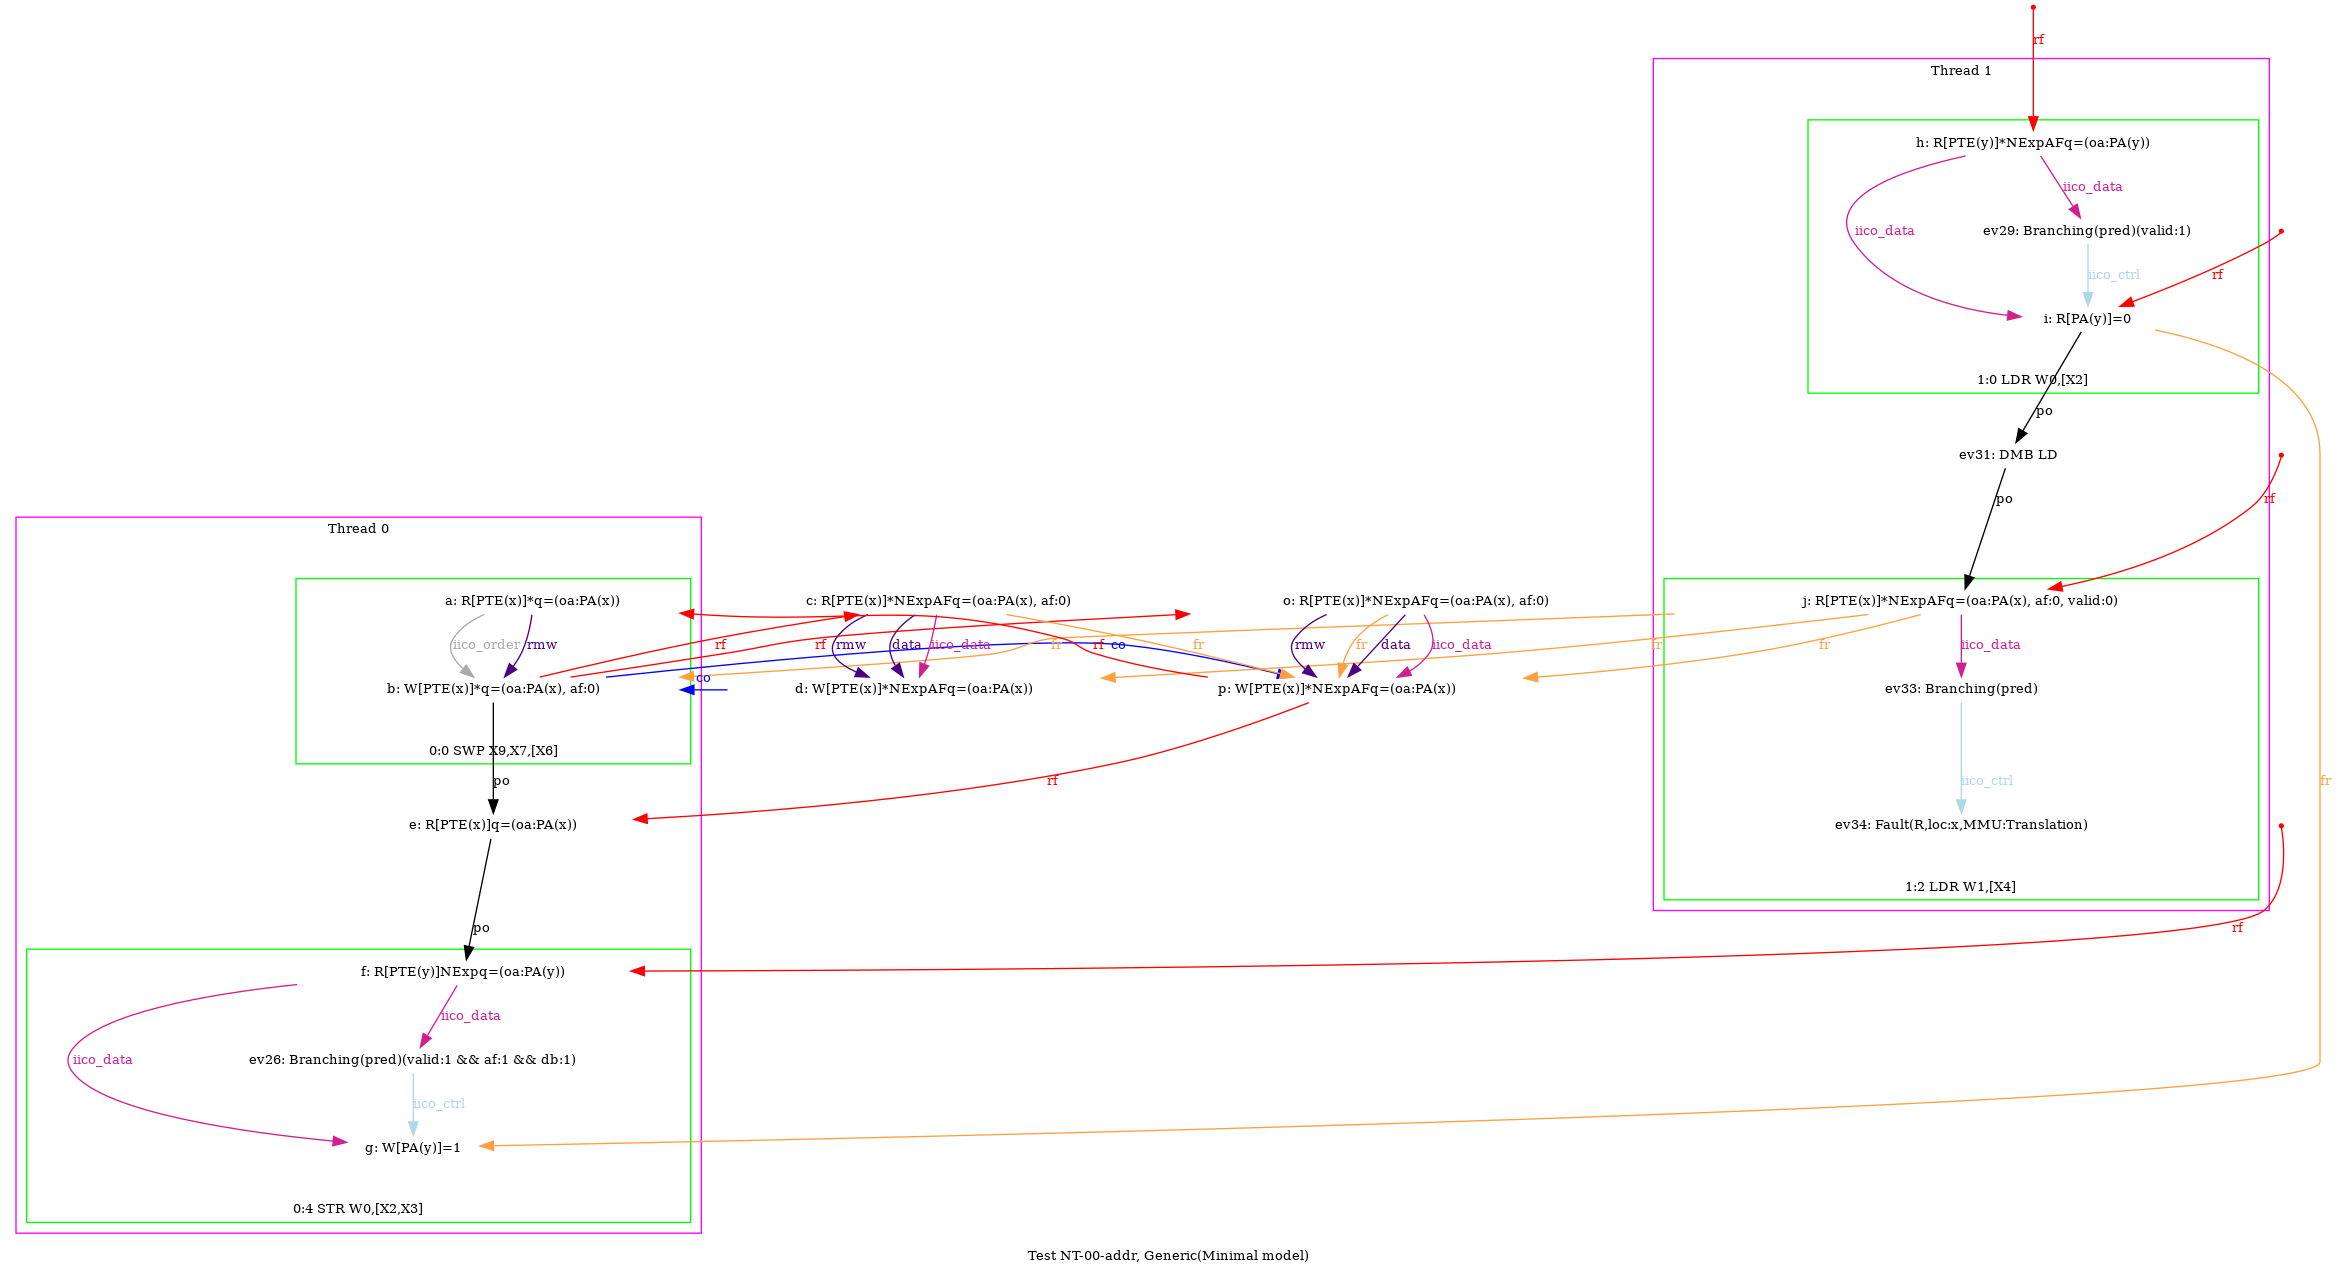 rf
Thread 1
h: R[PTE(y)]*NExpAFq=(oa:PA(y))
iico_data
iico_data
ev29: Branching(pred)(valid:1)
iico_ctrl
rf
i: R[PA(y)]=0
1:0 LDR W0,[X2]
po
ev31: DMB LD
po
rf
Thread 0
a: R[PTE(x)]*q=(oa:PA(x))
c: R[PTE(x)]*NExpAFq=(oa:PA(x), af:0)
o: R[PTE(x)]*NExpAFq=(oa:PA(x), af:0)
j: R[PTE(x)]*NExpAFq=(oa:PA(x), af:0, valid:0)
iico_order
rmw
rf
rf
rmw
data
iico_data
fr
rf
co
fr
rmw
fr
data
iico_data
fr
fr
iico_data
co
b: W[PTE(x)]*q=(oa:PA(x), af:0)
d: W[PTE(x)]*NExpAFq=(oa:PA(x))
p: W[PTE(x)]*NExpAFq=(oa:PA(x))
ev33: Branching(pred)
0:0 SWP X9,X7,[X6]
po
rf
iico_ctrl
fr
e: R[PTE(x)]q=(oa:PA(x))
ev34: Fault(R,loc:x,MMU:Translation)
1:2 LDR W1,[X4]
po
rf
f: R[PTE(y)]NExpq=(oa:PA(y))
iico_data
iico_data
ev26: Branching(pred)(valid:1 && af:1 && db:1)
iico_ctrl
g: W[PA(y)]=1
0:4 STR W0,[X2,X3]
Test NT-00-addr, Generic(Minimal model)